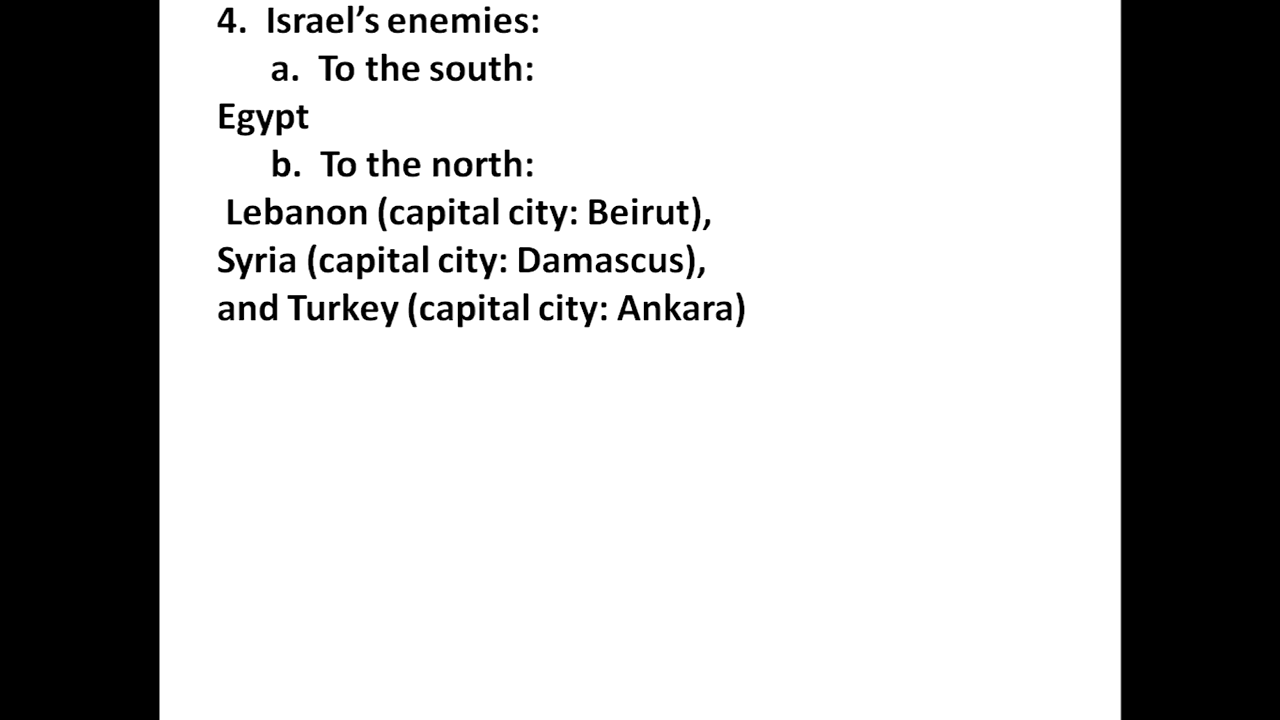 4. Israel’s enemies:
a. To the south:
Egypt
b. To the north:
Lebanon (capital city: Beirut),
Syria (capital city: Damascus),
and Turkey (capital city: Ankara)